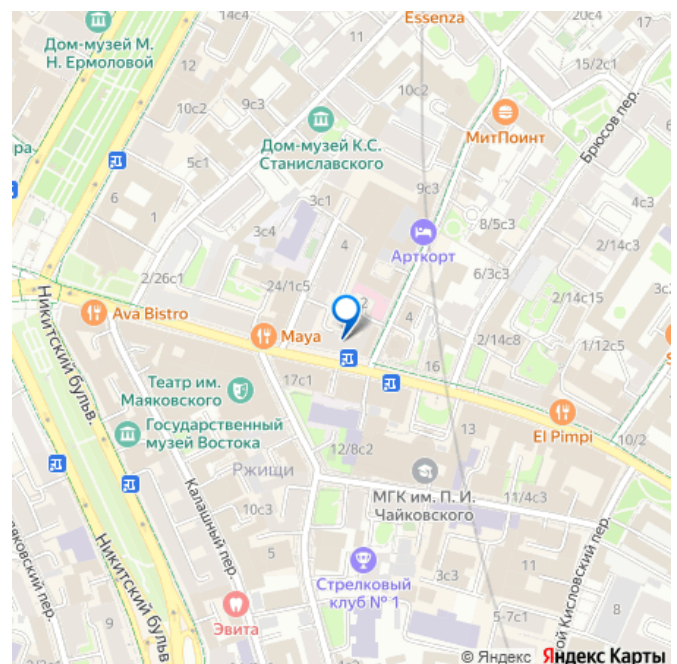 Essenza
Дом-музей М.
Н. Ермоловой
11
15/2с1
12
10с2
9с3
10с2
МитПоинт
Брюсов пер.
Дом-музей К.С.
Станиславского
5с1
6
1
3с1
9с3
4с3
3с4
4
8/5с3
Арткорт
2/14с3
2/26с1
24/1с5
6/3с3
2
2/14с15
Ava Bistro
Maya
4
2/14с8
1/12с5
Никитский бульв.
16
Театр им.
Маяковского
17с1
Государственный
музей Востока
13
El Pimpi
10/2
12/8с2
Ржищи
МГК им. П. И.
Чайковского
11/4с3
Калашный пер.
10с3
5
Никитский бульв.
Стрелковый
клуб № 1
3с3
11
8
5-7с1
Эвита
9
© Яндекс Яндекс Карты